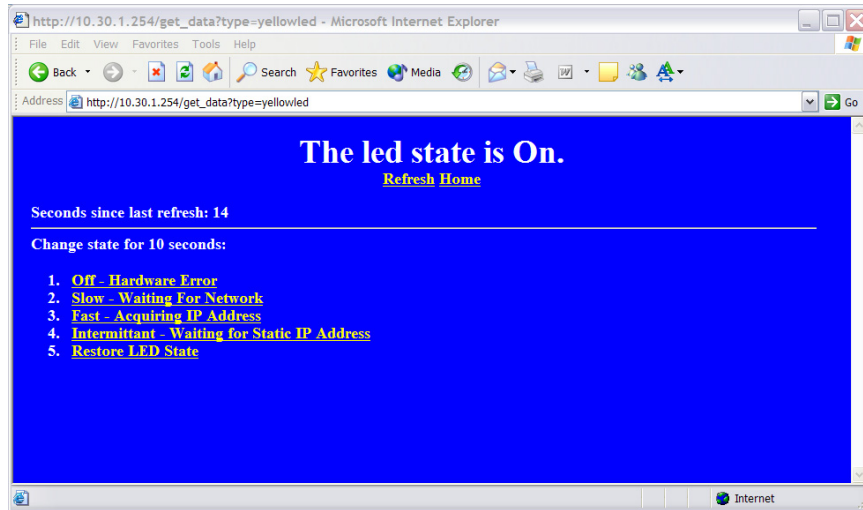 http://10.30.1.254/get_data?type=yellowled - Microsoft Internet Explorer
File Edit View Favorites Tools Help
Back Search Favorites Media
Address http://10.30.1.254/get_data?type=yellowled Go
The led state is On.
Refresh Home
Seconds since last refresh: 14
Change state for 10 seconds:
1. Off - Hardware Error
2. Slow - Waiting For Network
3. Fast - Acquiring IP Address
4. Intermittant - Waiting for Static IP Address
5. Restore LED State
Internet